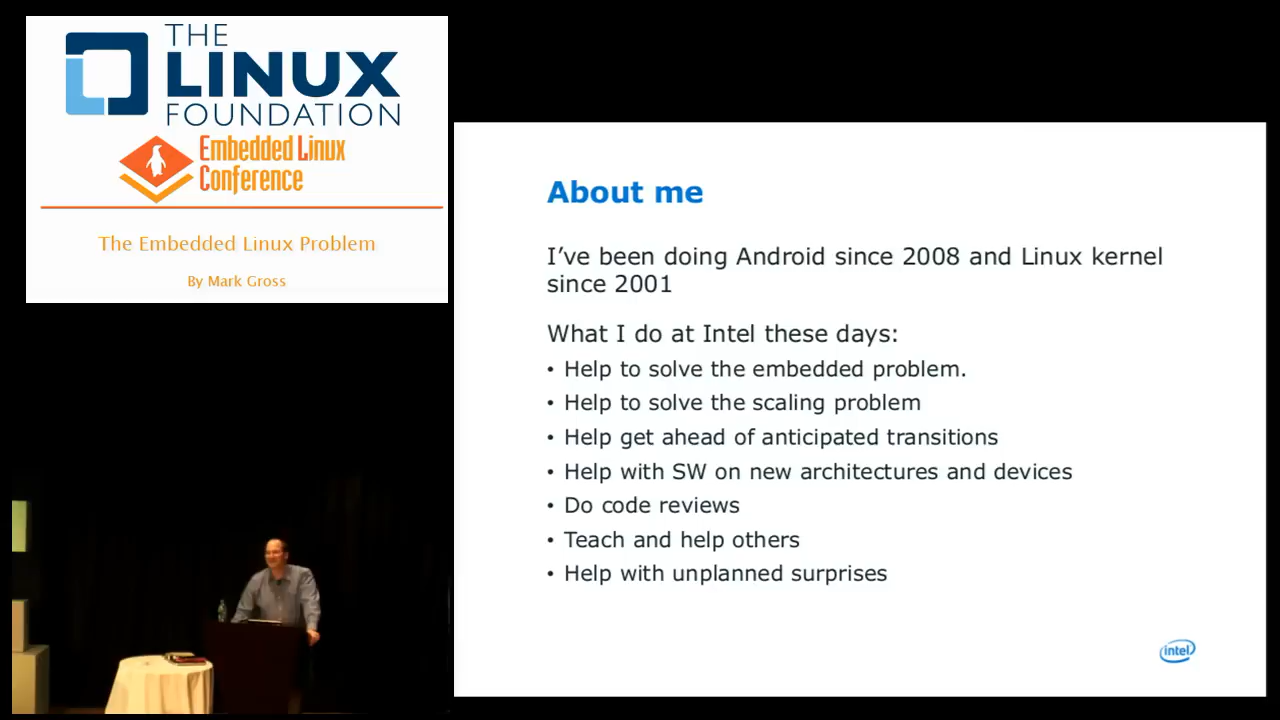 THE
LINUX
FOUNDATION
Embedded Linux
Conference
The Embedded Linux Problem
By Mark Gross
About me
I’ve been doing Android since 2008 and Linux kernel
since 2001
What I do at Intel these days:
• Help to solve the embedded problem.
• Help to solve the scaling problem
• Help get ahead of anticipated transitions
• Help with SW on new architectures and devices
• Do code reviews
• Teach and help others
• Help with unplanned surprises
intel